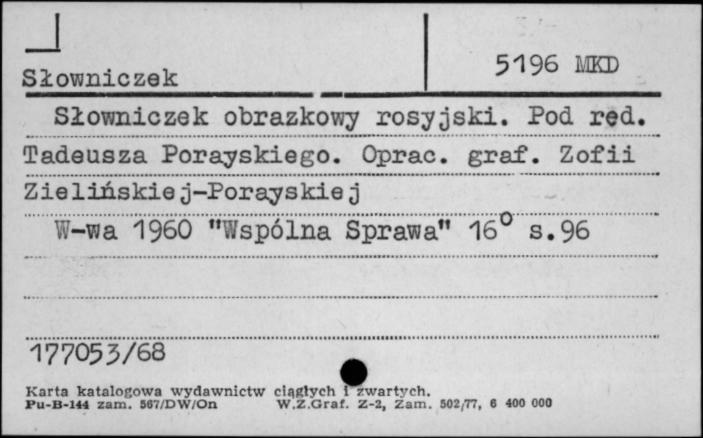 5196 MKD
Słowniczek
Słowniczek obrazkowy rosyjski. Pod red.
Tadeusza Porayskiego. Oprac. graf. Zofii
Zielińskiej-Porayskiej
W-wa 1960 "Wspólna Sprawa" 16° s.96
177053/68
Karta katalogowa wydawnictw ciągłych i zwartych.
Pu-B-144 zam. 567/DW/On W.Z.Graf. Z-2, Zam. 502/77, 6 400 000